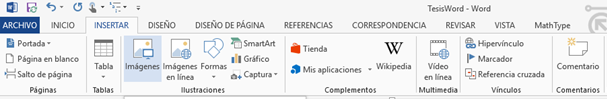 TesisWord - Word
ARCHIVO INICIO INSERTAR DISEÑO DISEÑO DE PÁGINA REFERENCIAS CORRESPONDENCIA REVISAR VISTA MathType
Portada
Página en blanco
Salto de página
Páginas
Tabla
Tablas
Imágenes
Imágenes en línea
Formas
SmartArt
Gráfico
Captura
Ilustraciones
Tienda
Mis aplicaciones
W
Wikipedia
Complementos
Vídeo en línea
Multimedia
Hipervínculo
Marcador
Referencia cruzada
Vínculos
Comentario
Comentarios